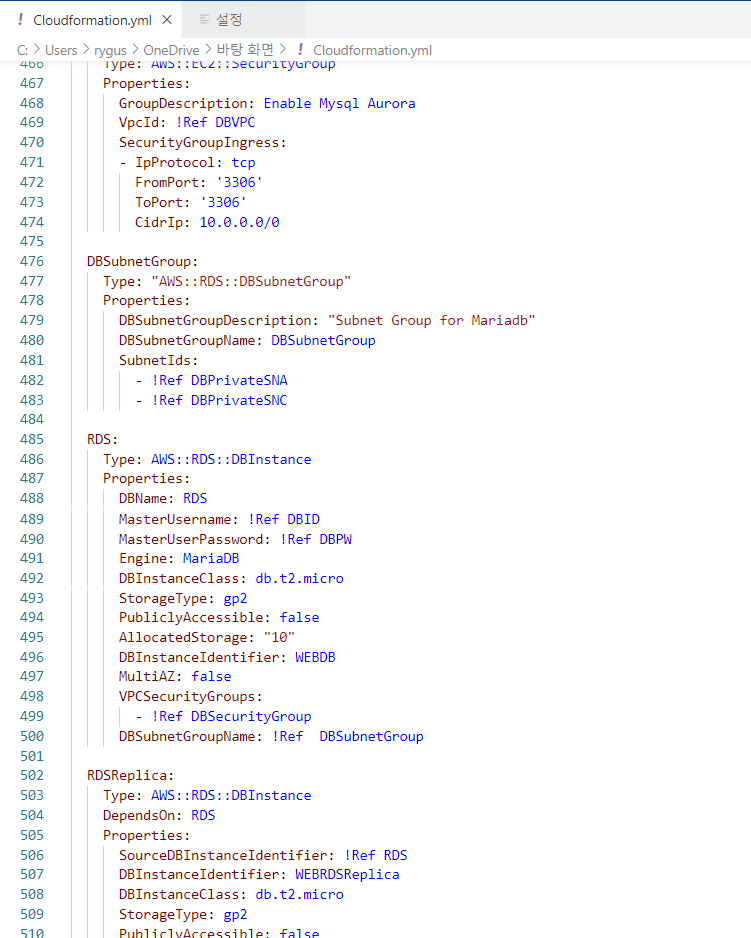 ! Cloudformation.yml ✕ 설정
C: > Users > rygus > OneDrive > 바탕 화면 > ! Cloudformation.yml
466 Type: AWS::EC2::SecurityGroup
467 Properties:
468 GroupDescription: Enable Mysql Aurora
469 VpcId: !Ref DBVPC
470 SecurityGroupIngress:
471 - IpProtocol: tcp
472 FromPort: '3306'
473 ToPort: '3306'
474 CidrIp: 10.0.0.0/0
475
476 DBSubnetGroup:
477 Type: "AWS::RDS::DBSubnetGroup"
478 Properties:
479 DBSubnetGroupDescription: "Subnet Group for Mariadb"
480 DBSubnetGroupName: DBSubnetGroup
481 SubnetIds:
482 - !Ref DBPrivateSNA
483 - !Ref DBPrivateSNC
484
485 RDS:
486 Type: AWS::RDS::DBInstance
487 Properties:
488 DBName: RDS
489 MasterUsername: !Ref DBID
490 MasterUserPassword: !Ref DBPW
491 Engine: MariaDB
492 DBInstanceClass: db.t2.micro
493 StorageType: gp2
494 PubliclyAccessible: false
495 AllocatedStorage: "10"
496 DBInstanceIdentifier: WEBDB
497 MultiAZ: false
498 VPCSecurityGroups:
499 - !Ref DBSecurityGroup
500 DBSubnetGroupName: !Ref  DBSubnetGroup
501
502 RDSReplica:
503 Type: AWS::RDS::DBInstance
504 DependsOn: RDS
505 Properties:
506 SourceDBInstanceIdentifier: !Ref RDS
507 DBInstanceIdentifier: WEBRDSReplica
508 DBInstanceClass: db.t2.micro
509 StorageType: gp2
510 PubliclyAccessible: false